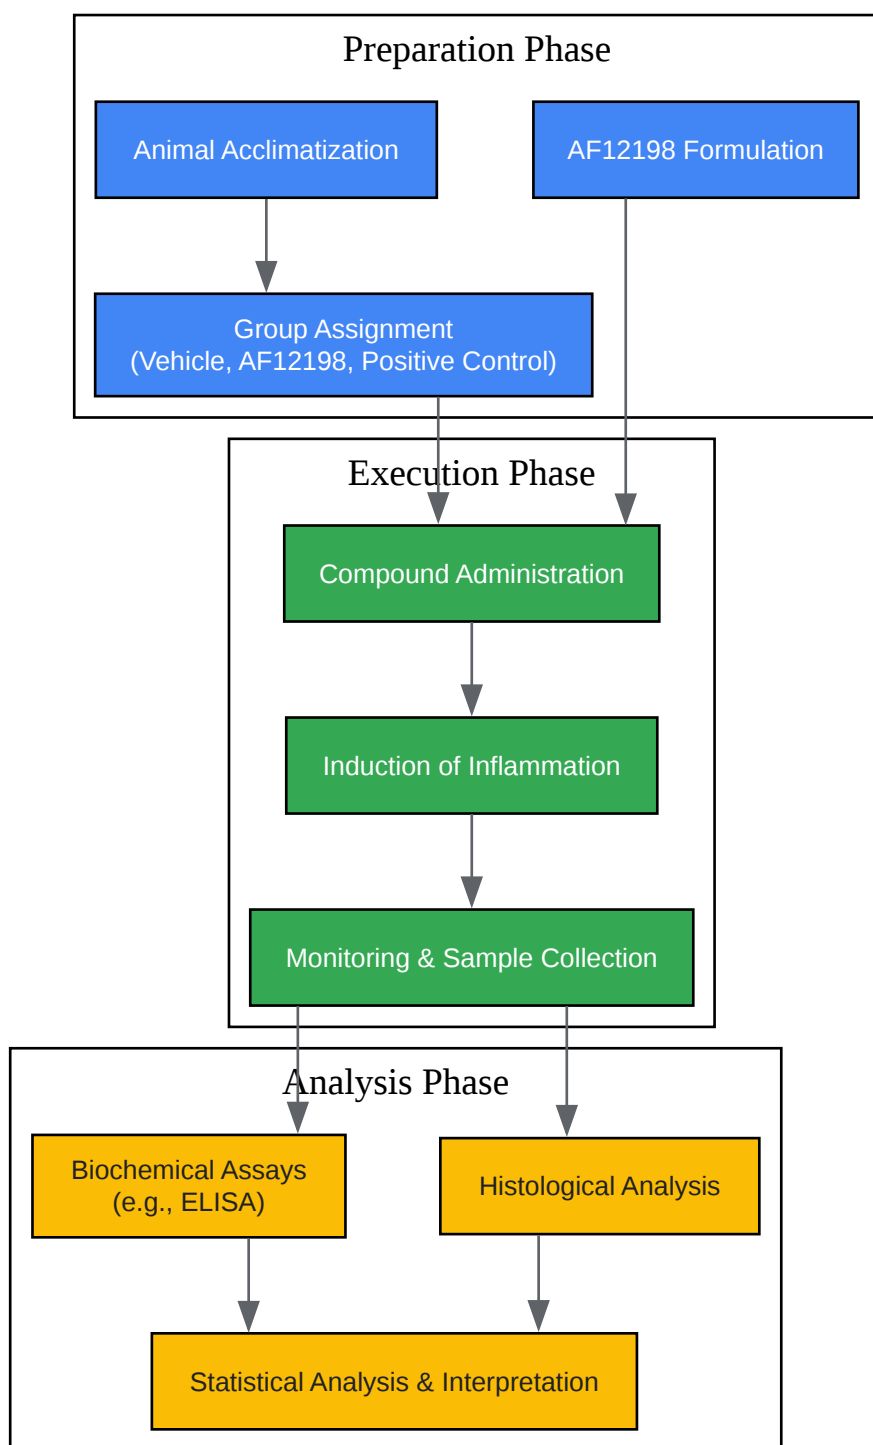 Preparation Phase
Animal Acclimatization
AF12198 Formulation
Group Assignment
(Vehicle, AF12198, Positive Control)
Execution Phase
Compound Administration
Induction of Inflammation
Monitoring & Sample Collection
Analysis Phase
Biochemical Assays
(e.g., ELISA)
Histological Analysis
Statistical Analysis & Interpretation